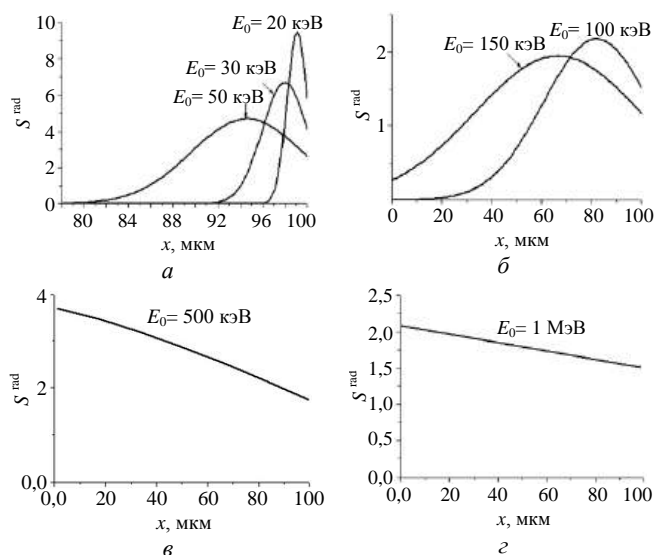 10
8
6
4
2
0
S rad
E₀= 20 кэВ
E₀= 30 кэВ
E₀= 50 кэВ
80 84 88 92 96 100
x, мкм
а
2
1
S rad
E₀= 150 кэВ
E₀= 100 кэВ
0 20 40 60 80 100
x, мкм
б
4
2
0,0
S rad
E₀= 500 кэВ
0,0 20 40 60 80 100
x, мкм
в
2,5
2,0
1,5
1,0
0,5
0,0
S rad
E₀= 1 МэВ
0,0 20 40 60 80 100
x, мкм
г